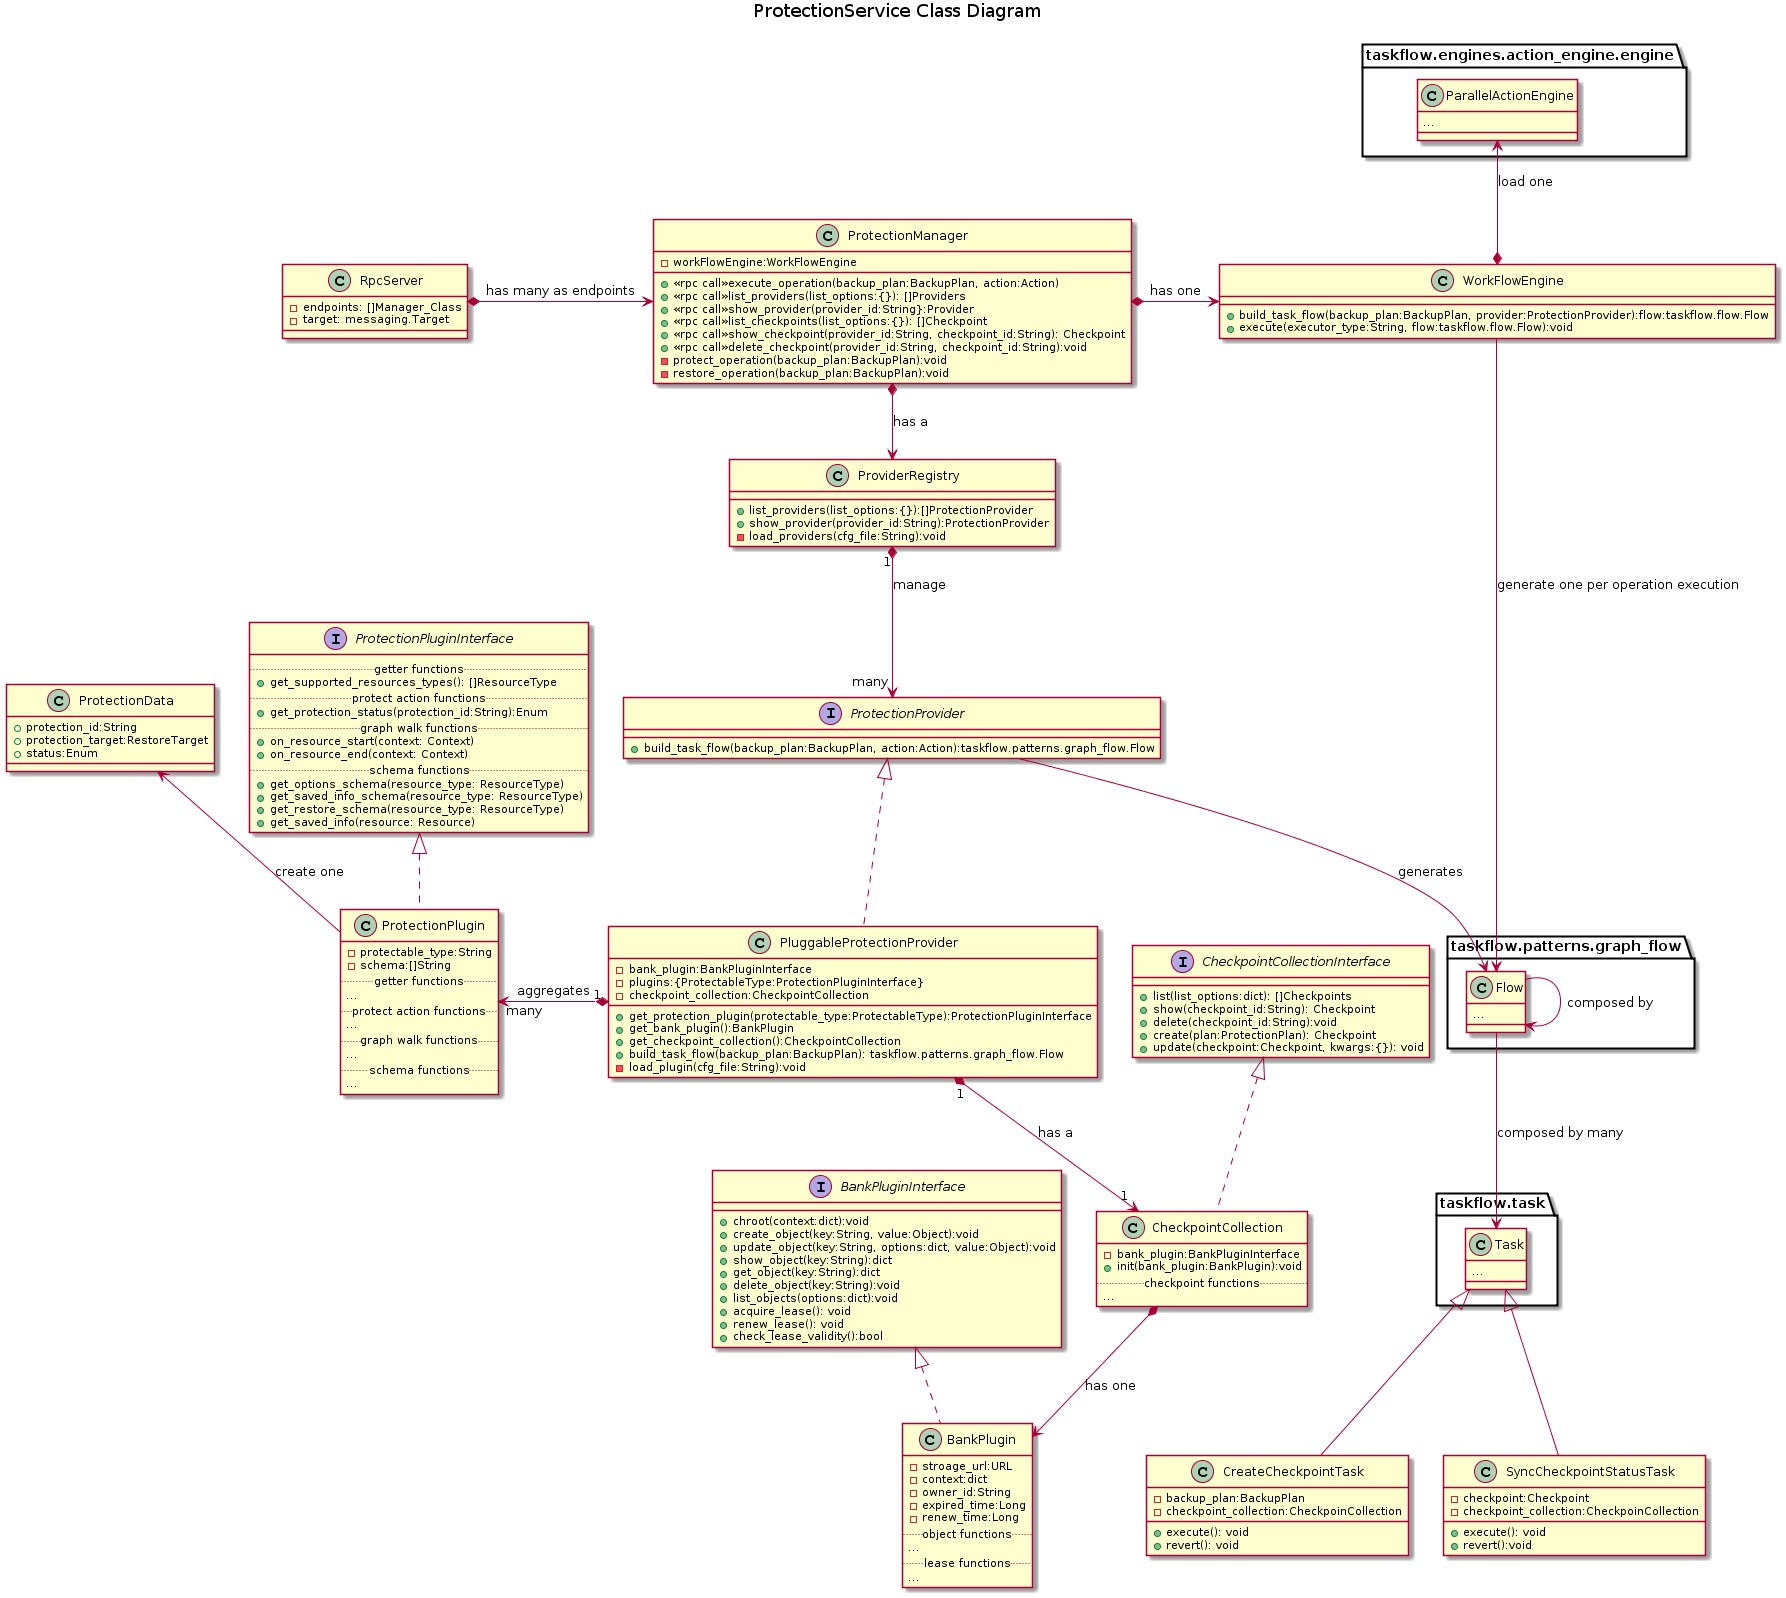 ProtectionService Class Diagram
taskflow.engines.action_engine.engine
C ParallelActionEngine
...
load one
C ProtectionManager
workFlowEngine:WorkFlowEngine
«rpc call»execute_operation(backup_plan:BackupPlan, action:Action)
«rpc call»list_providers(list_options:{}): []Providers
«rpc call»show_provider(provider_id:String}:Provider
«rpc call»list_checkpoints(list_options:{}): []Checkpoint
«rpc call»show_checkpoint(provider_id:String, checkpoint_id:String): Checkpoint
«rpc call»delete_checkpoint(provider_id:String, checkpoint_id:String):void
protect_operation(backup_plan:BackupPlan):void
restore_operation(backup_plan:BackupPlan):void
C RpcServer
endpoints: []Manager_Class
target: messaging.Target
has many as endpoints
has one
C WorkFlowEngine
build_task_flow(backup_plan:BackupPlan, provider:ProtectionProvider):flow:taskflow.flow.Flow
execute(executor_type:String, flow:taskflow.flow.Flow):void
has a
C ProviderRegistry
list_providers(list_options:{}):[]ProtectionProvider
show_provider(provider_id:String):ProtectionProvider
load_providers(cfg_file:String):void
1
manage
many
generate one per operation execution
I ProtectionPluginInterface
getter functions
get_supported_resources_types(): []ResourceType
protect action functions
get_protection_status(protection_id:String):Enum
graph walk functions
on_resource_start(context: Context)
on_resource_end(context: Context)
schema functions
get_options_schema(resource_type: ResourceType)
get_saved_info_schema(resource_type: ResourceType)
get_restore_schema(resource_type: ResourceType)
get_saved_info(resource: Resource)
C ProtectionData
protection_id:String
protection_target:RestoreTarget
status:Enum
I ProtectionProvider
build_task_flow(backup_plan:BackupPlan, action:Action):taskflow.patterns.graph_flow.Flow
create one
generates
C ProtectionPlugin
protectable_type:String
schema:[]String
getter functions
...
protect action functions
...
graph walk functions
...
schema functions
...
aggregates
1
many
C PluggableProtectionProvider
bank_plugin:BankPluginInterface
plugins:{ProtectableType:ProtectionPluginInterface}
checkpoint_collection:CheckpointCollection
get_protection_plugin(protectable_type:ProtectableType):ProtectionPluginInterface
get_bank_plugin():BankPlugin
get_checkpoint_collection():CheckpointCollection
build_task_flow(backup_plan:BackupPlan): taskflow.patterns.graph_flow.Flow
load_plugin(cfg_file:String):void
I CheckpointCollectionInterface
list(list_options:dict): []Checkpoints
show(checkpoint_id:String): Checkpoint
delete(checkpoint_id:String):void
create(plan:ProtectionPlan): Checkpoint
update(checkpoint:Checkpoint, kwargs:{}): void
taskflow.patterns.graph_flow
C Flow
...
composed by
1
has a
1
composed by many
I BankPluginInterface
chroot(context:dict):void
create_object(key:String, value:Object):void
update_object(key:String, options:dict, value:Object):void
show_object(key:String):dict
get_object(key:String):dict
delete_object(key:String):void
list_objects(options:dict):void
acquire_lease(): void
renew_lease(): void
check_lease_validity():bool
C CheckpointCollection
bank_plugin:BankPluginInterface
init(bank_plugin:BankPlugin):void
checkpoint functions
...
taskflow.task
C Task
...
has one
C BankPlugin
stroage_url:URL
context:dict
owner_id:String
expired_time:Long
renew_time:Long
object functions
...
lease functions
...
C CreateCheckpointTask
backup_plan:BackupPlan
checkpoint_collection:CheckpoinCollection
execute(): void
revert(): void
C SyncCheckpointStatusTask
checkpoint:Checkpoint
checkpoint_collection:CheckpoinCollection
execute(): void
revert():void